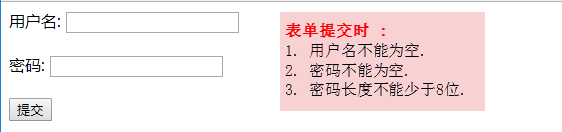 用户名:
密码:
提交
表单提交时 :
1. 用户名不能为空.
2. 密码不能为空.
3. 密码长度不能少于8位.